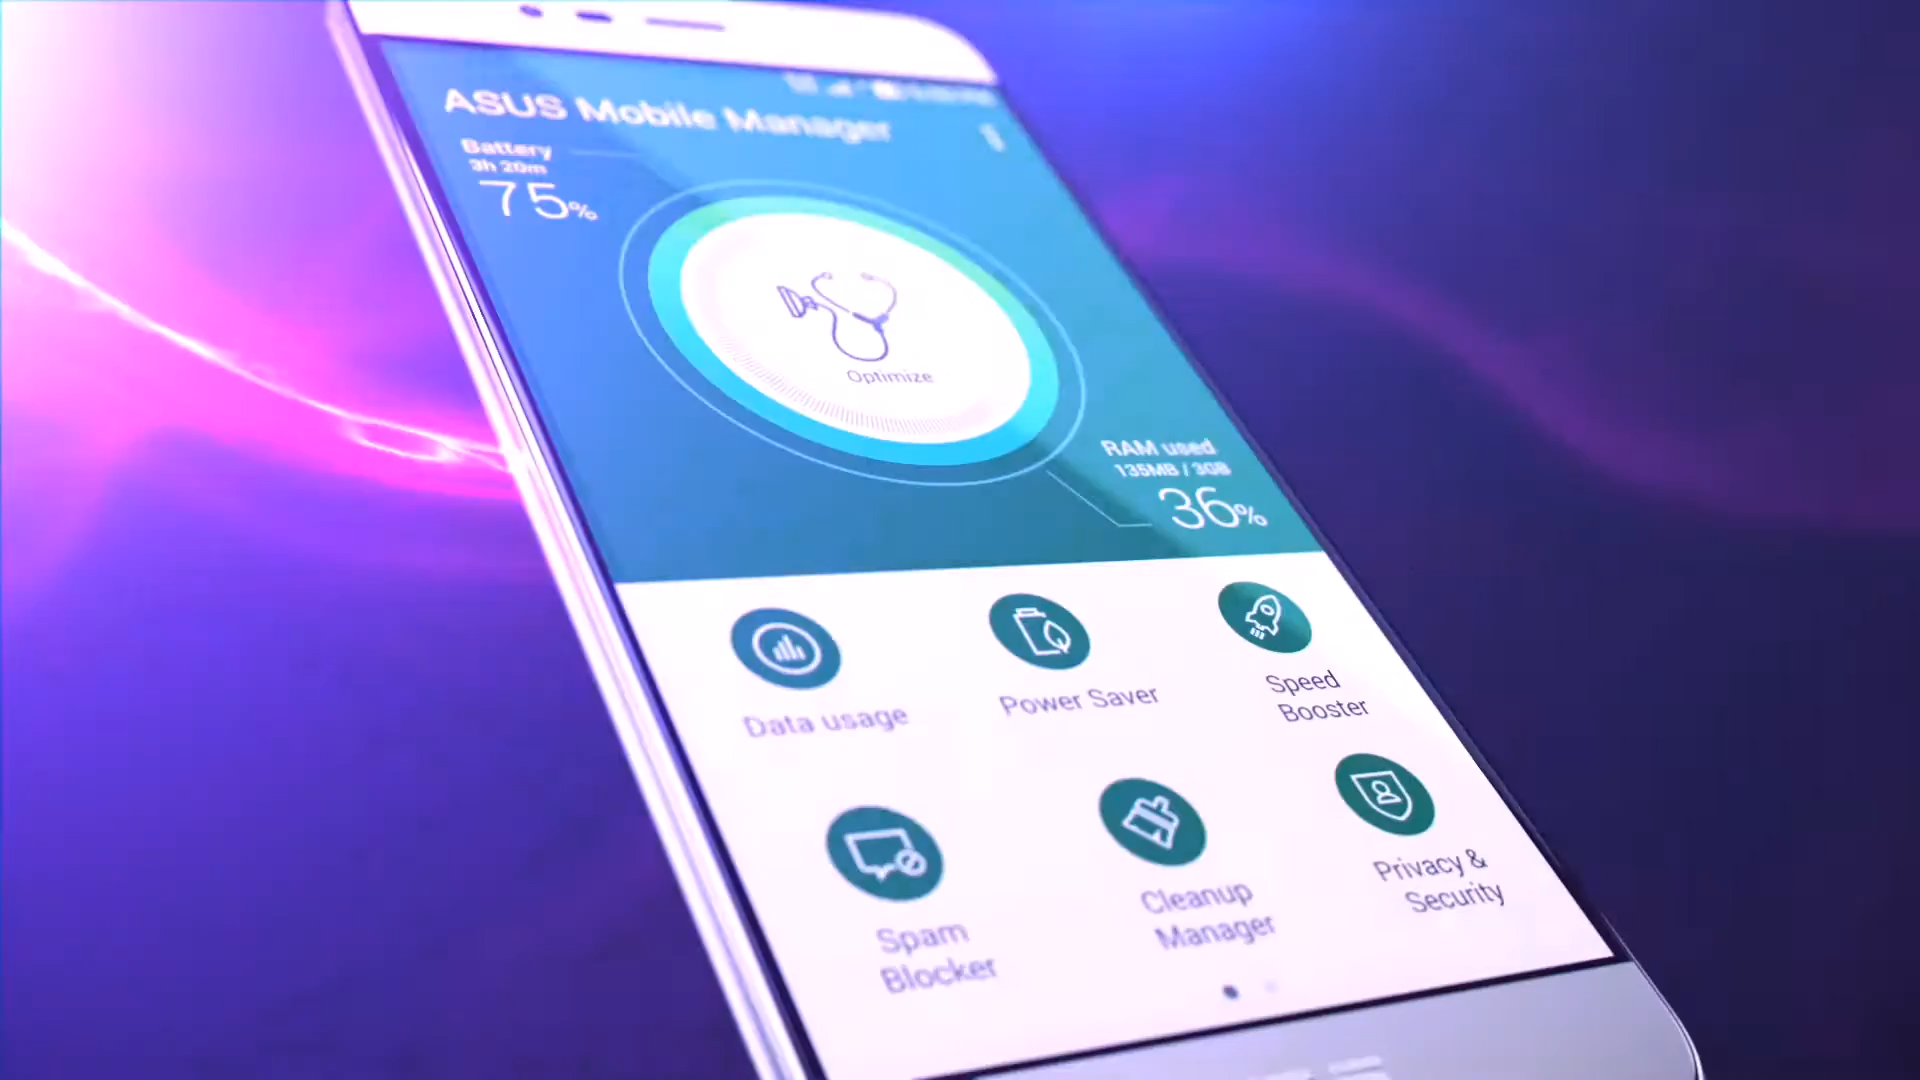 ASUS Mobile Manager
Battery
3h 20m
75%
Optimize
RAM used
135MB / 3GB
36%
Data usage
Power Saver
Speed
Booster
Spam
Blocker
Cleanup
Manager
Privacy &
Security